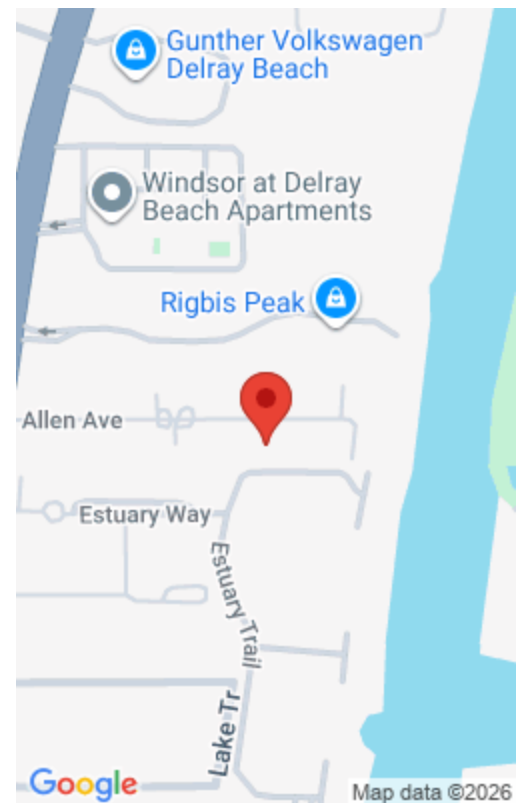 Gunther Volkswagen
Delray Beach
Windsor at Delray
Beach Apartments
Rigbis Peak
Allen Ave
Estuary Way
Estuary Trail
Lake Tr
Google
Map data ©2026